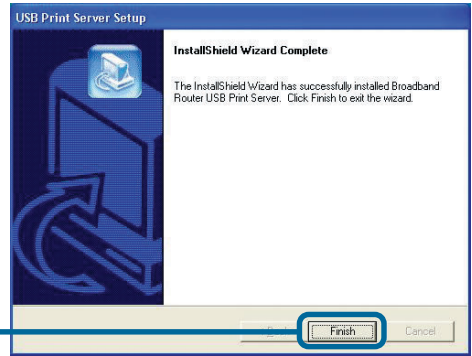 USB Print Server Setup
InstallShield Wizard Complete
The InstallShield Wizard has successfully installed Broadband
Router USB Print Server. Click Finish to exit the wizard.
Finish Cancel